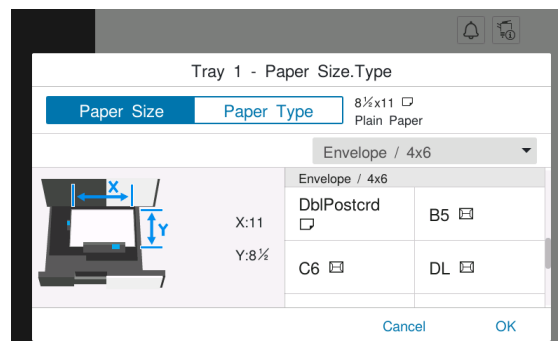 Tray 1 - Paper Size.Type
Paper Size
Paper Type
8½x11
Plain Paper
Envelope / 4x6
Envelope / 4x6
X
Y
X:11
Y:8½
DblPostcrd
B5
C6
DL
Cancel
OK